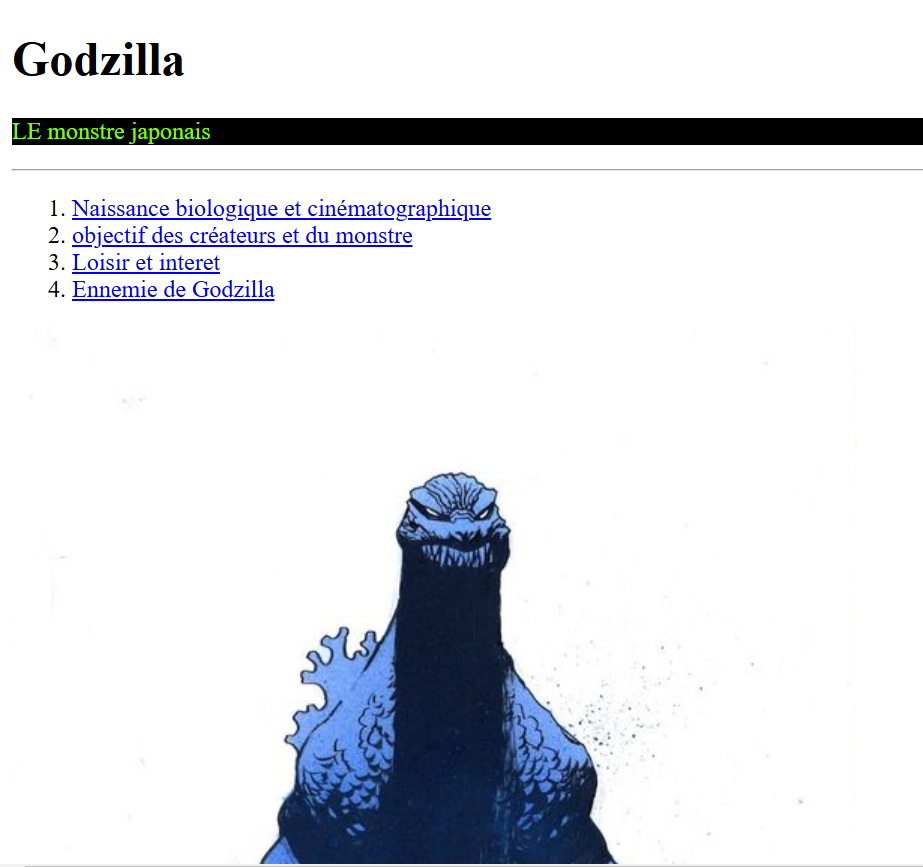 Godzilla
LE monstre japonais
1. Naissance biologique et cinématographique
2. objectif des créateurs et du monstre
3. Loisir et interet
4. Ennemie de Godzilla